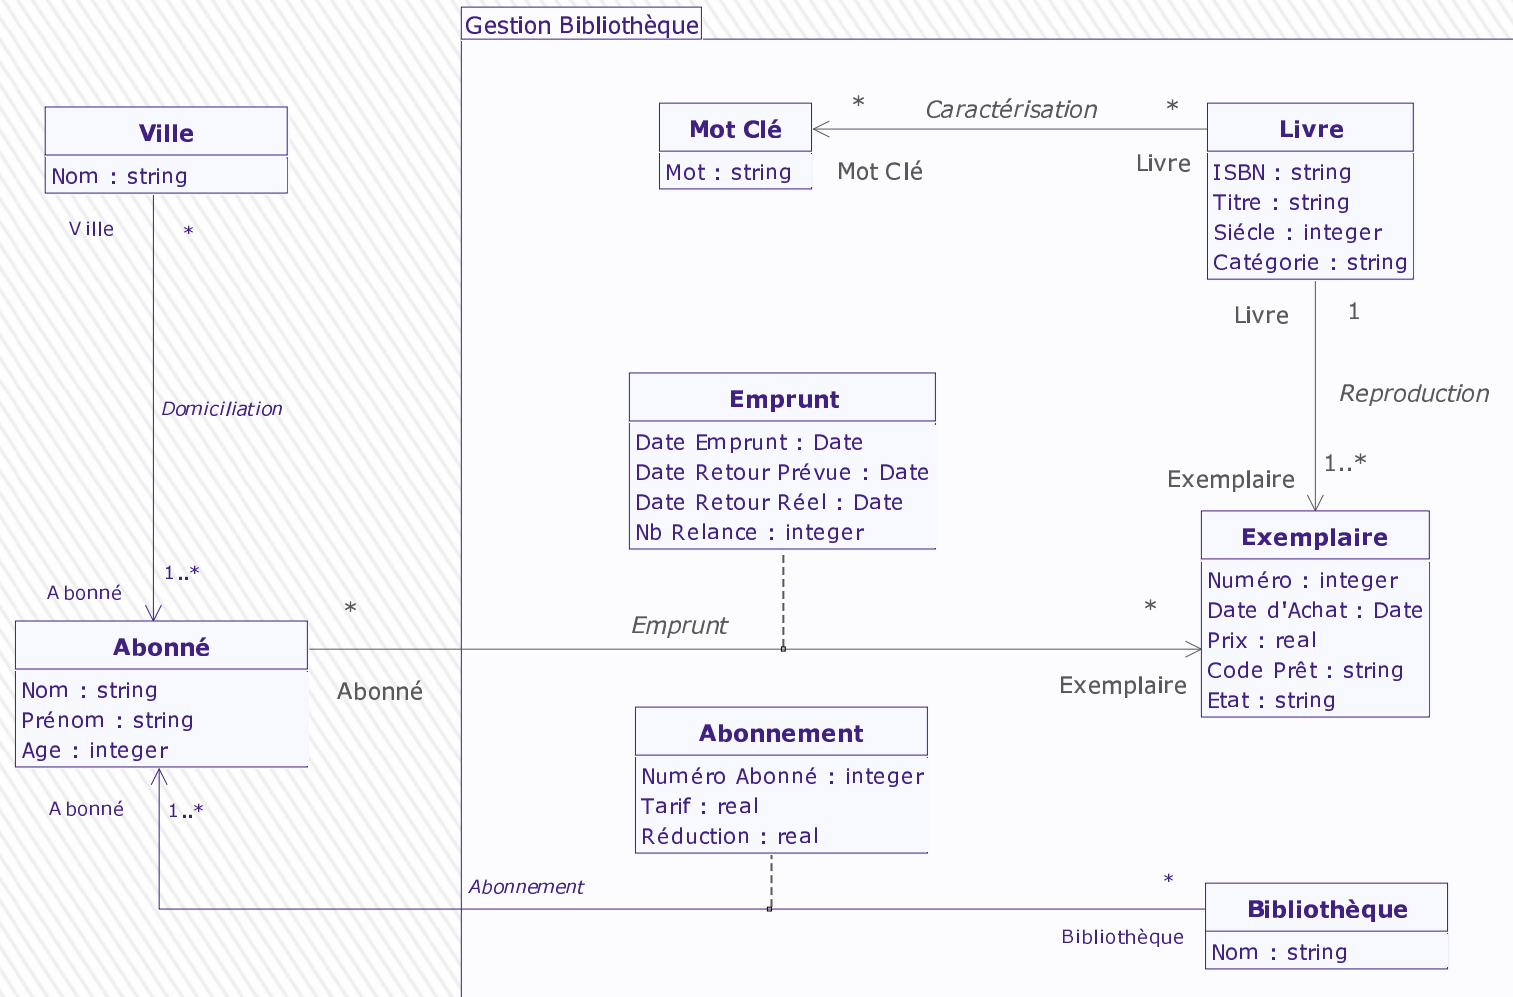 Gestion Bibliothèque
Ville
Nom : string
Ville
*
Domiciliation
1..*
Abonné
Mot Clé
Mot : string
*
Caractérisation
*
Mot Clé
Livre
Livre
ISBN : string
Titre : string
Siécle : integer
Catégorie : string
Livre
1
Reproduction
1..*
Exemplaire
Emprunt
Date Emprunt : Date
Date Retour Prévue : Date
Date Retour Réel : Date
Nb Relance : integer
Exemplaire
Numéro : integer
Date d'Achat : Date
Prix : real
Code Prêt : string
Etat : string
Abonné
Nom : string
Prénom : string
Age : integer
*
Emprunt
*
Abonné
Exemplaire
Abonnement
Numéro Abonné : integer
Tarif : real
Réduction : real
Abonné
1..*
Abonnement
*
Bibliothèque
Bibliothèque
Nom : string